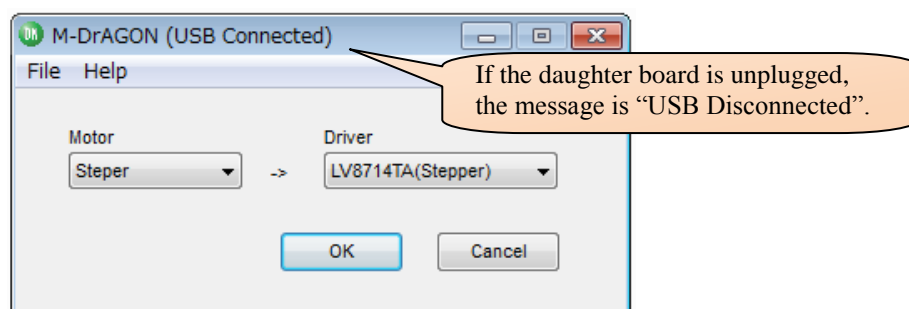 M-DrAGON (USB Connected)
File Help
If the daughter board is unplugged,
the message is “USB Disconnected”.
Motor
Driver
Steper
->
LV8714TA(Stepper)
OK
Cancel